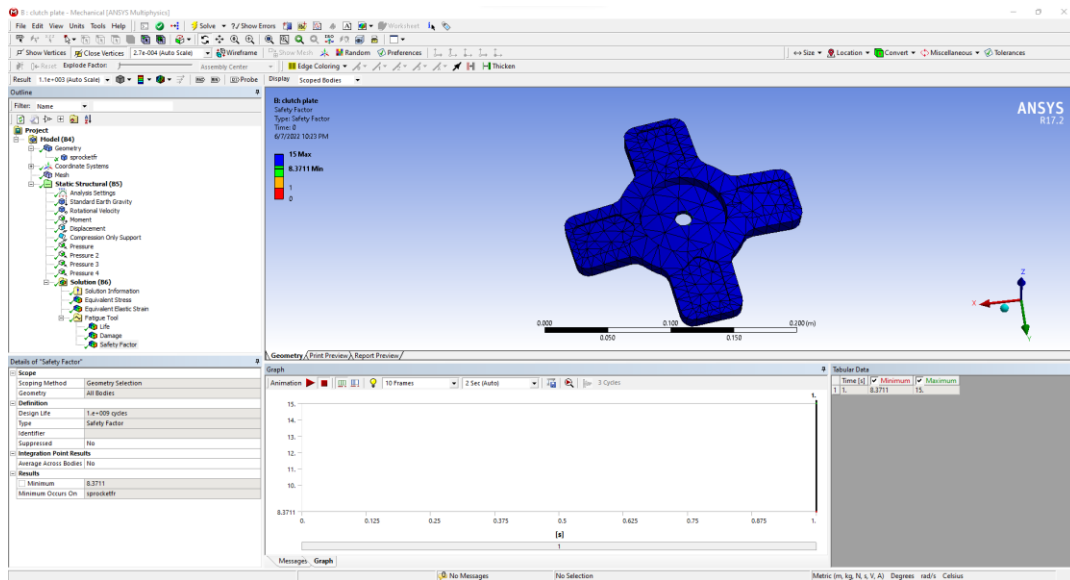 B : clutch plate - Mechanical [ANSYS Multiphysics]
File Edit View Units Tools Help Solve ?/ Show Errors Worksheet
Show Vertices Close Vertices 2.7e-004 (Auto Scale) Wireframe Show Mesh Random Preferences Size Location Convert Miscellaneous Tolerances
Reset Explode Factor: Assembly Center Edge Coloring Thicken
Result 1.1e+003 (Auto Scale) Probe Display Scoped Bodies
Outline
Filter: Name
Project
Model (B4)
Geometry
sprocketfr
Coordinate Systems
Mesh
Static Structural (B5)
Analysis Settings
Standard Earth Gravity
Rotational Velocity
Moment
Displacement
Compression Only Support
Pressure
Pressure 2
Pressure 3
Pressure 4
Solution (B6)
Solution Information
Equivalent Stress
Equivalent Elastic Strain
Fatigue Tool
Life
Damage
Safety Factor
Details of "Safety Factor"
Scope
Scoping Method Geometry Selection
Geometry All Bodies
Definition
Design Life 1.e+009 cycles
Type Safety Factor
Identifier
Suppressed No
Integration Point Results
Average Across Bodies No
Results
Minimum 8.3711
Minimum Occurs On sprocketfr
B: clutch plate
Safety Factor
Type: Safety Factor
Time: 0
6/7/2022 10:23 PM
15 Max
8.3711 Min
1
0
ANSYS
R17.2
0.000 0.100 0.200 (m)
0.050 0.150
X
Y
Z
Geometry Print Preview Report Preview
Graph
Animation 10 Frames 2 Sec (Auto) 3 Cycles
1.
15.
14.
13.
12.
11.
10.
8.3711
0. 0.125 0.25 0.375 0.5 0.625 0.75 0.875 1.
[s]
1
Messages Graph
Tabular Data
Time [s] Minimum Maximum
1 1. 8.3711 15.
No Messages No Selection Metric (m, kg, N, s, V, A) Degrees rad/s Celsius